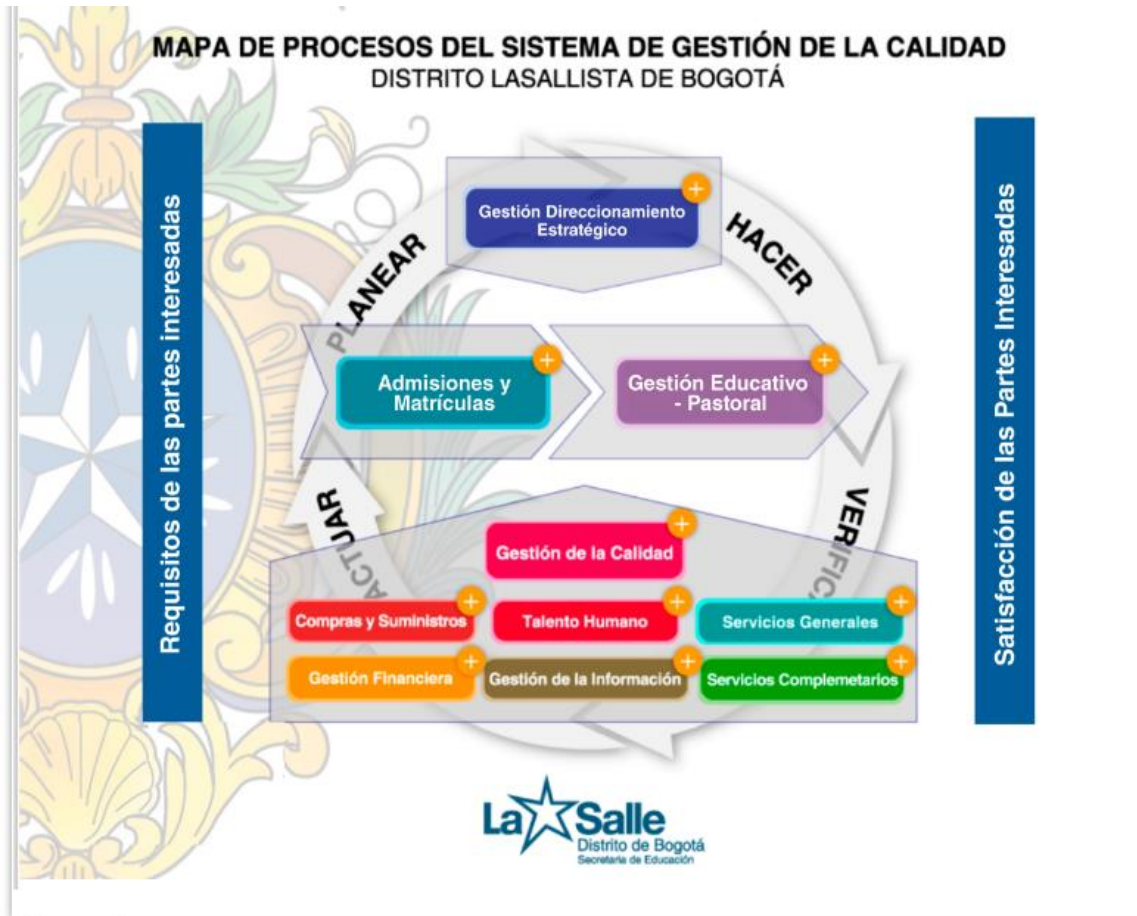 MAPA DE PROCESOS DEL SISTEMA DE GESTIÓN DE LA CALIDAD
DISTRITO LASALLISTA DE BOGOTÁ
Requisitos de las partes interesadas
PLANEAR
Gestión Direccionamiento
Estratégico
HACER
Admisiones y
Matrículas
Gestión Educativo
- Pastoral
ACTUAR
VERIFICA
Gestión de la Calidad
Compras y Suministros
Talento Humano
Servicios Generales
Gestión Financiera
Gestión de la Información
Servicios Complemetarios
Satisfacción de las Partes Interesadas
La Salle
Distrito de Bogotá
Secretaría de Educación